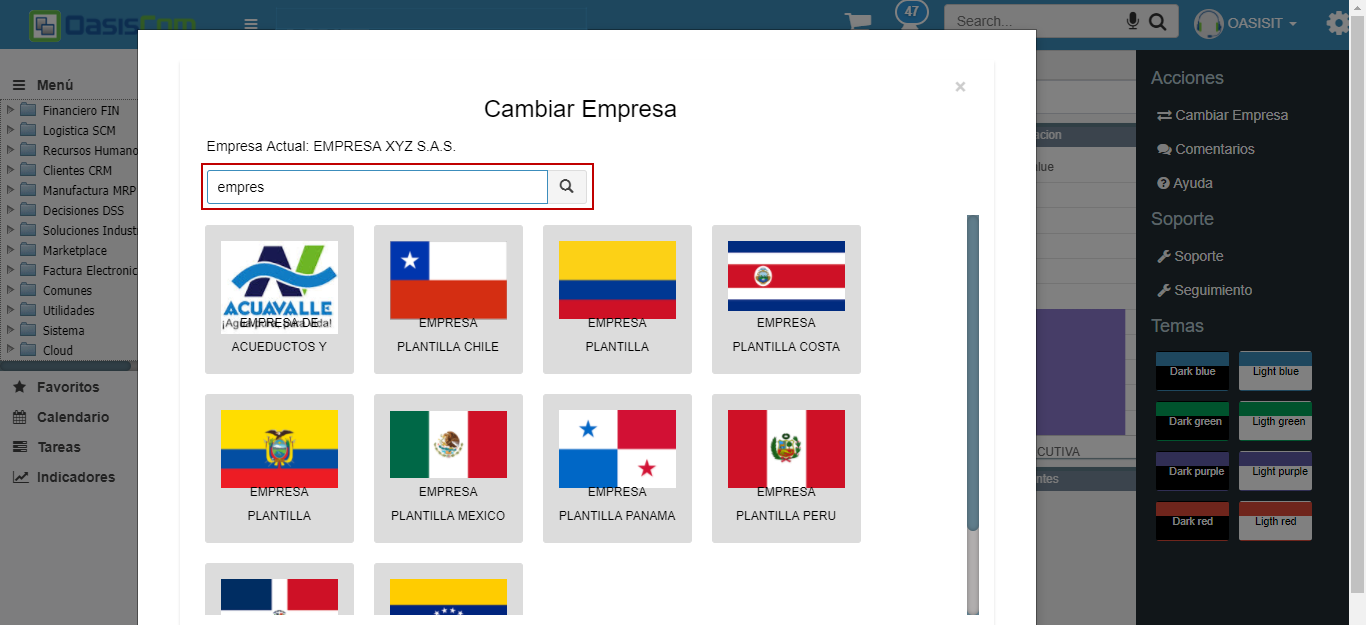 OasisCom
47
Search...
OASISIT
Menú
Financiero FIN
Logistica SCM
Recursos Humano
Clientes CRM
Manufactura MRP
Decisiones DSS
Soluciones Indust
Marketplace
Factura Electronic
Comunes
Utilidades
Sistema
Cloud
Favoritos
Calendario
Tareas
Indicadores
×
Cambiar Empresa
Empresa Actual: EMPRESA XYZ S.A.S.
empres
ACUAVALLE
¡Agua pura, para vida!
EMPRESA DE
ACUEDUCTOS Y
EMPRESA
PLANTILLA CHILE
EMPRESA
PLANTILLA
EMPRESA
PLANTILLA COSTA
EMPRESA
PLANTILLA
EMPRESA
PLANTILLA MEXICO
EMPRESA
PLANTILLA PANAMA
EMPRESA
PLANTILLA PERU
acion
lue
CUTIVA
ntes
Acciones
Cambiar Empresa
Comentarios
Ayuda
Soporte
Soporte
Seguimiento
Temas
Dark blue
Light blue
Dark green
Ligth green
Dark purple
Light purple
Dark red
Ligth red